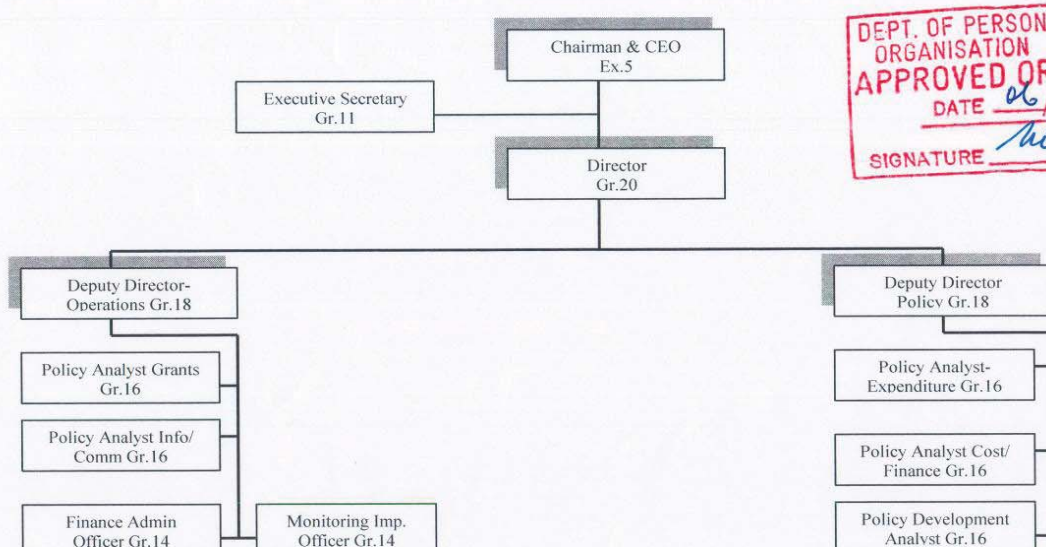 Chairman & CEO
Ex.5
Executive Secretary
Gr.11
Director
Gr.20
DEPT. OF PERSON
ORGANISATION
APPROVED OR
DATE 06
SIGNATURE
Deputy Director-
Operations Gr.18
Policy Analyst Grants
Gr.16
Policy Analyst Info/
Comm Gr.16
Finance Admin
Officer Gr.14
Monitoring Imp.
Officer Gr.14
Deputy Director
Policy Gr.18
Policy Analyst-
Expenditure Gr.16
Policy Analyst Cost/
Finance Gr.16
Policy Development
Analyst Gr.16